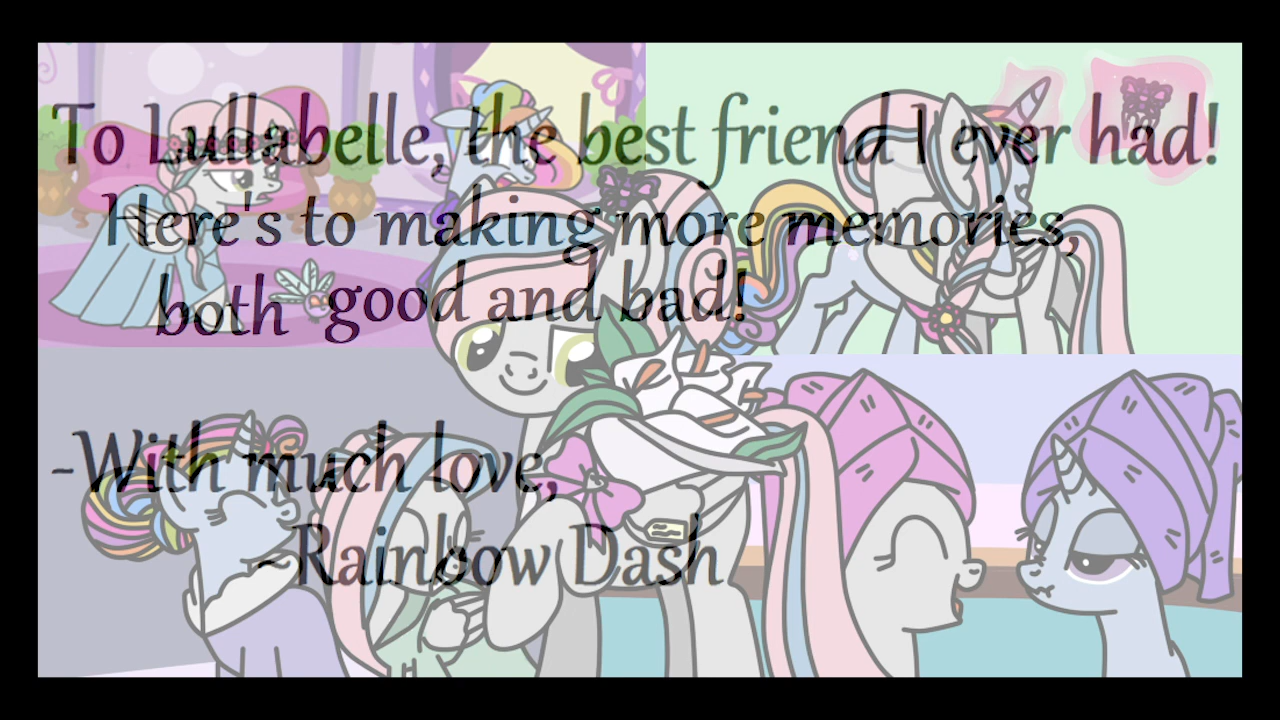 To Lullabelle, the best friend I ever had!
Here's to making more memories,
both good and bad!
-With much love,
~Rainbow Dash